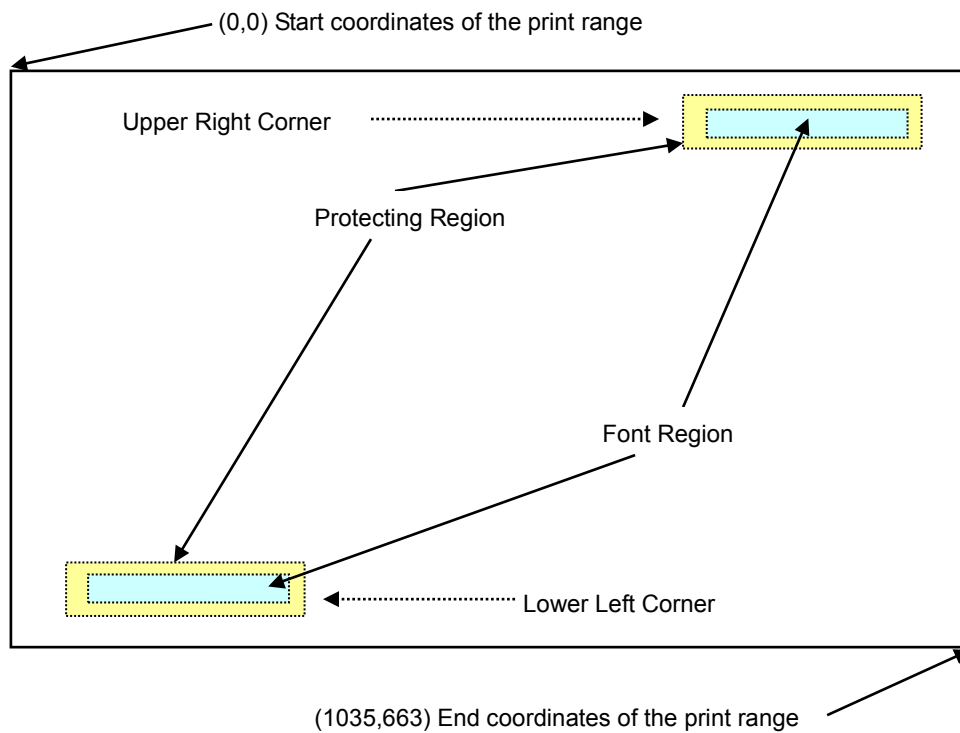 (0,0) Start coordinates of the print range
Upper Right Corner
Protecting Region
Font Region
Lower Left Corner
(1035,663) End coordinates of the print range